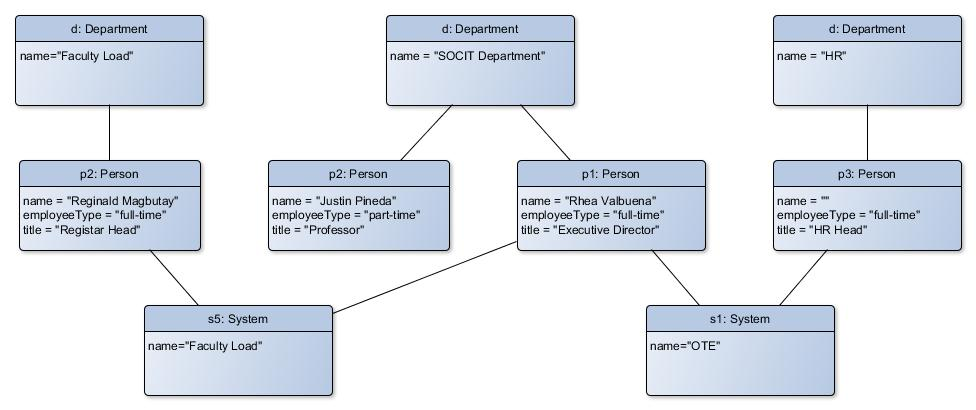 d: Department
name="Faculty Load"
d: Department
name = "SOCIT Department"
d: Department
name = "HR"
p2: Person
name = "Reginald Magbutay"
employeeType = "full-time"
title = "Registar Head"
p2: Person
name = "Justin Pineda"
employeeType = "part-time"
title = "Professor"
p1: Person
name = "Rhea Valbuena"
employeeType = "full-time"
title = "Executive Director"
p3: Person
name = ""
employeeType = "full-time"
title = "HR Head"
s5: System
name="Faculty Load"
s1: System
name="OTE"